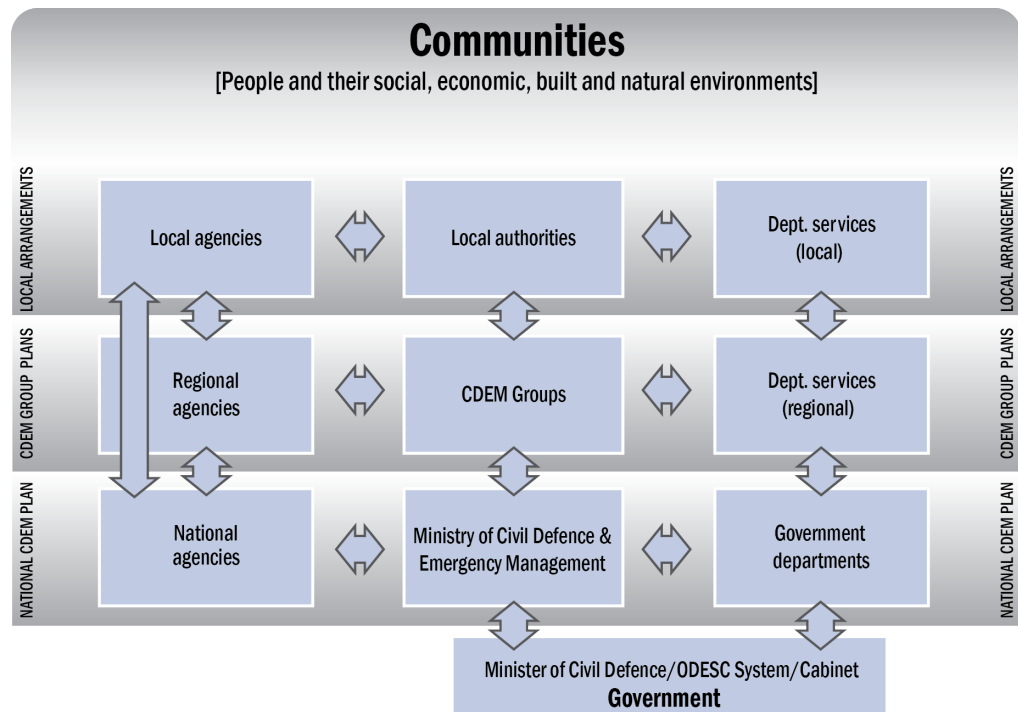 Communities
[People and their social, economic, built and natural environments]
LOCAL ARRANGEMENTS
Local agencies
Local authorities
Dept. services
(local)
LOCAL ARRANGEMENTS
CDEM GROUP PLANS
Regional
agencies
CDEM Groups
Dept. services
(regional)
CDEM GROUP PLANS
NATIONAL CDEM PLAN
National
agencies
Ministry of Civil Defence &
Emergency Management
Government
departments
NATIONAL CDEM PLAN
Minister of Civil Defence/ODESC System/Cabinet
Government